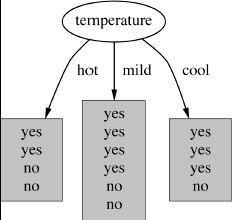 temperature
hot mild cool
yes
yes
no
no
yes
yes
yes
yes
no
no
yes
yes
yes
no